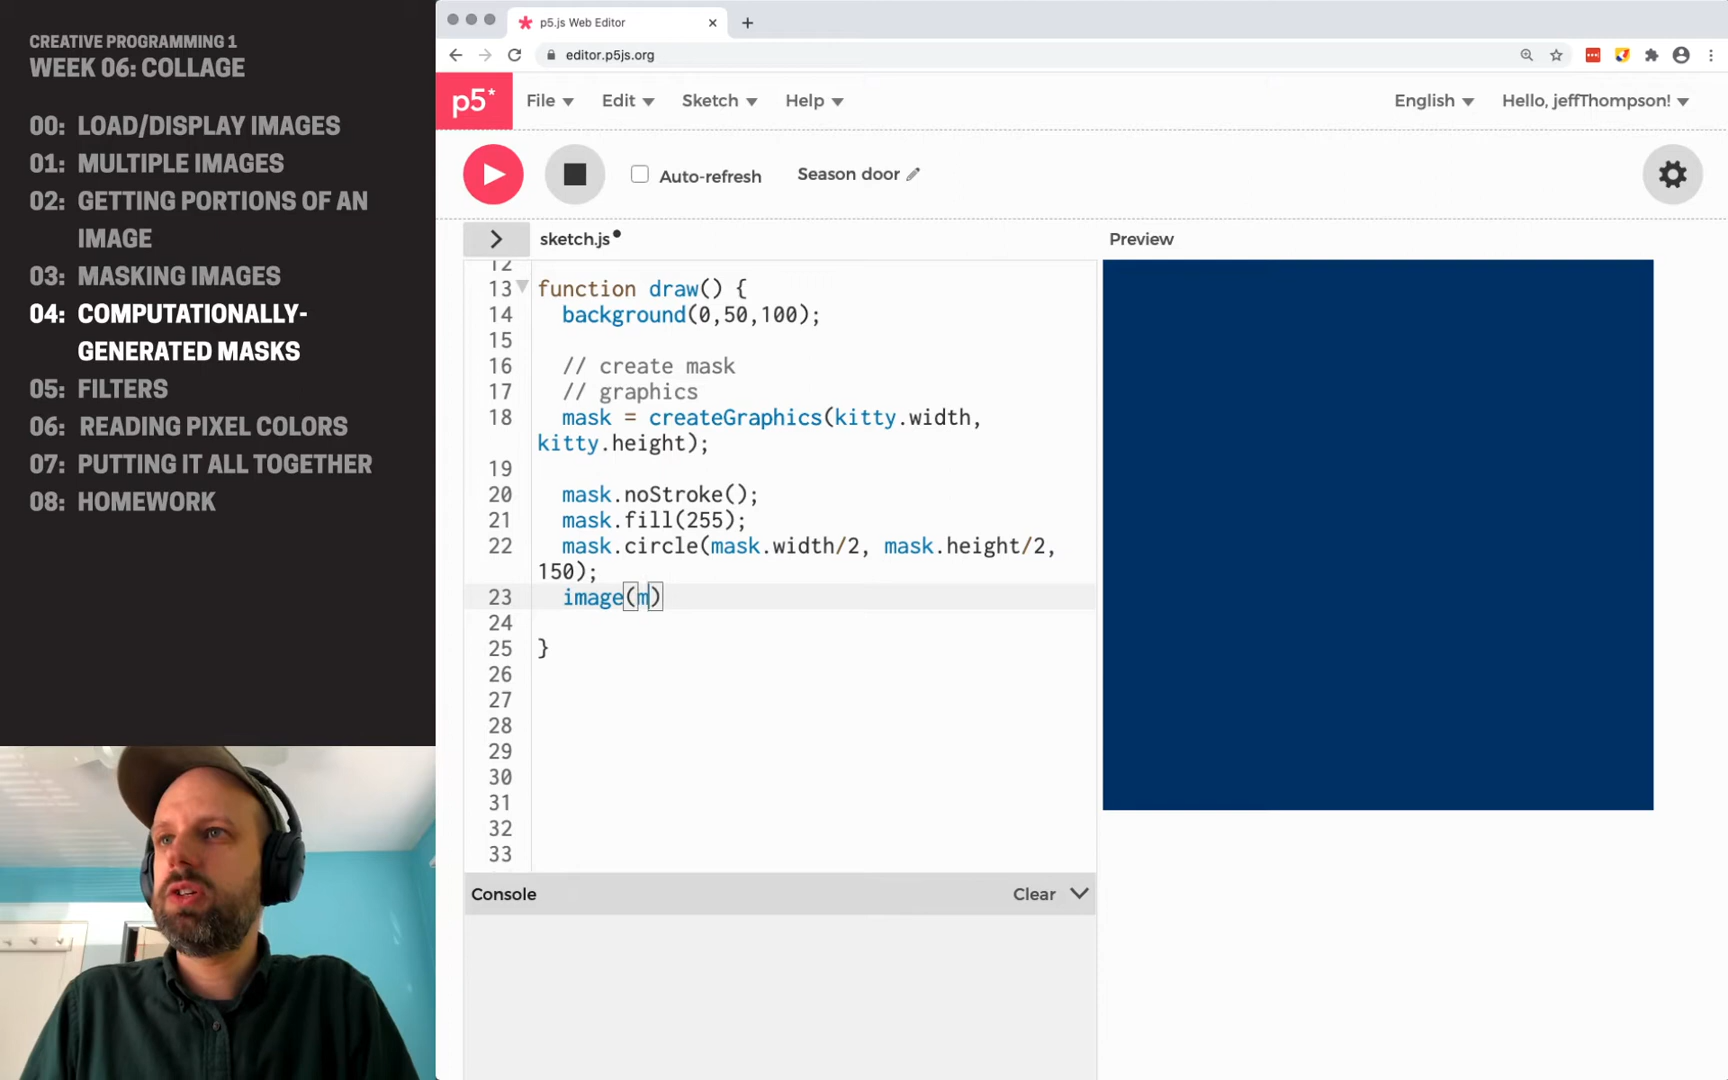 CREATIVE PROGRAMMING 1
WEEK 06: COLLAGE
00: LOAD/DISPLAY IMAGES
01: MULTIPLE IMAGES
02: GETTING PORTIONS OF AN
IMAGE
03: MASKING IMAGES
04: COMPUTATIONALLY-
GENERATED MASKS
05: FILTERS
06: READING PIXEL COLORS
07: PUTTING IT ALL TOGETHER
08: HOMEWORK
p5.js Web Editor
editor.p5js.org
p5* File Edit Sketch Help English Hello, jeffThompson!
Auto-refresh Season door
sketch.js
Preview
12
13 function draw() {
14 background(0,50,100);
15
16 // create mask
17 // graphics
18 mask = createGraphics(kitty.width,
kitty.height);
19
20 mask.noStroke();
21 mask.fill(255);
22 mask.circle(mask.width/2, mask.height/2,
150);
23 image(m)
24
25 }
26
27
28
29
30
31
32
33
Console Clear